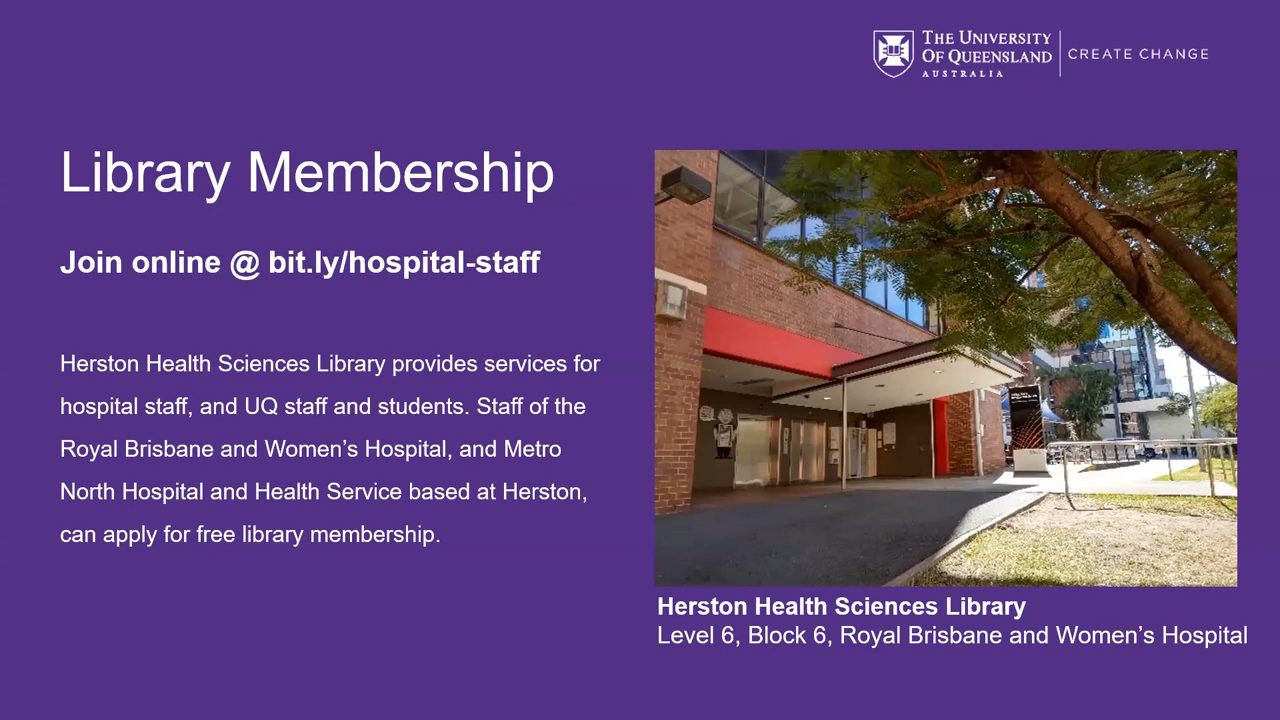 THE UNIVERSITY
OF QUEENSLAND
AUSTRALIA
CREATE CHANGE
Library Membership
Join online @ bit.ly/hospital-staff
Herston Health Sciences Library provides services for
hospital staff, and UQ staff and students. Staff of the
Royal Brisbane and Women’s Hospital, and Metro
North Hospital and Health Service based at Herston,
can apply for free library membership.
Herston Health Sciences Library
Level 6, Block 6, Royal Brisbane and Women’s Hospital